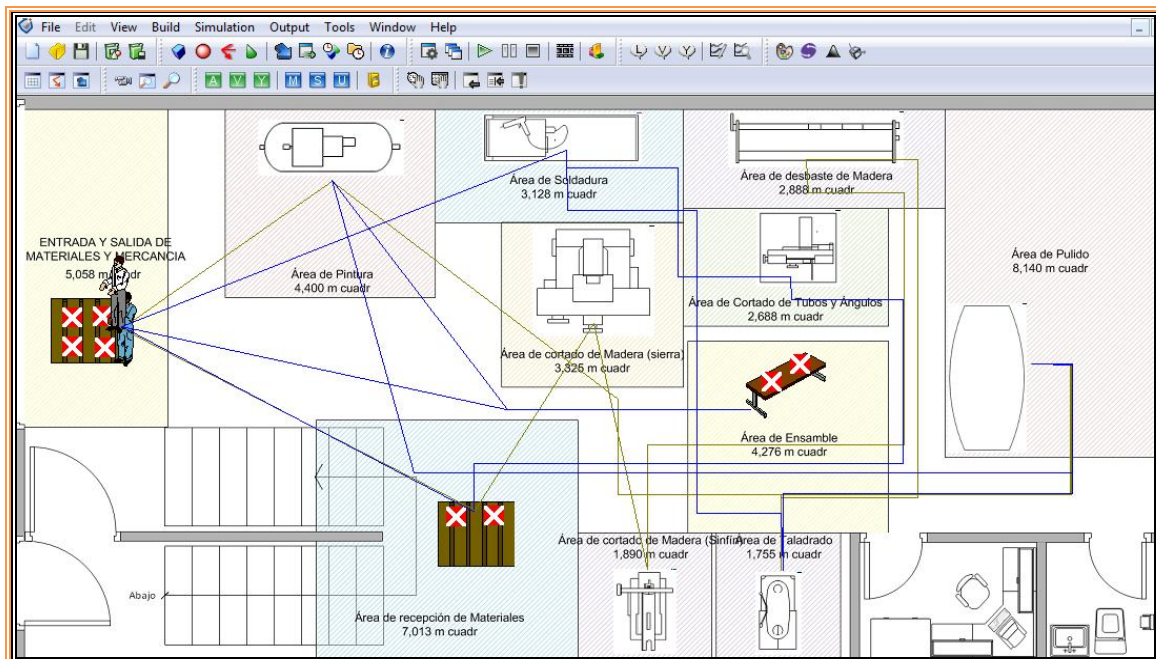 File Edit View Build Simulation Output Tools Window Help
A V Y M S U
Área de Soldadura
3,128 m cuadr
Área de desbaste de Madera
2,888 m cuadr
ENTRADA Y SALIDA DE
MATERIALES Y MERCANCIA
5,058 m cuadr
Área de Pintura
4,400 m cuadr
Área de Pulido
8,140 m cuadr
Área de Cortado de Tubos y Ángulos
2,688 m cuadr
Área de cortado de Madera (sierra)
3,325 m cuadr
Área de Ensamble
4,276 m cuadr
Área de cortado de Madera (Sinfin)
1,890 m cuadr
Área de Taladrado
1,755 m cuadr
Abajo
Área de recepción de Materiales
7,013 m cuadr